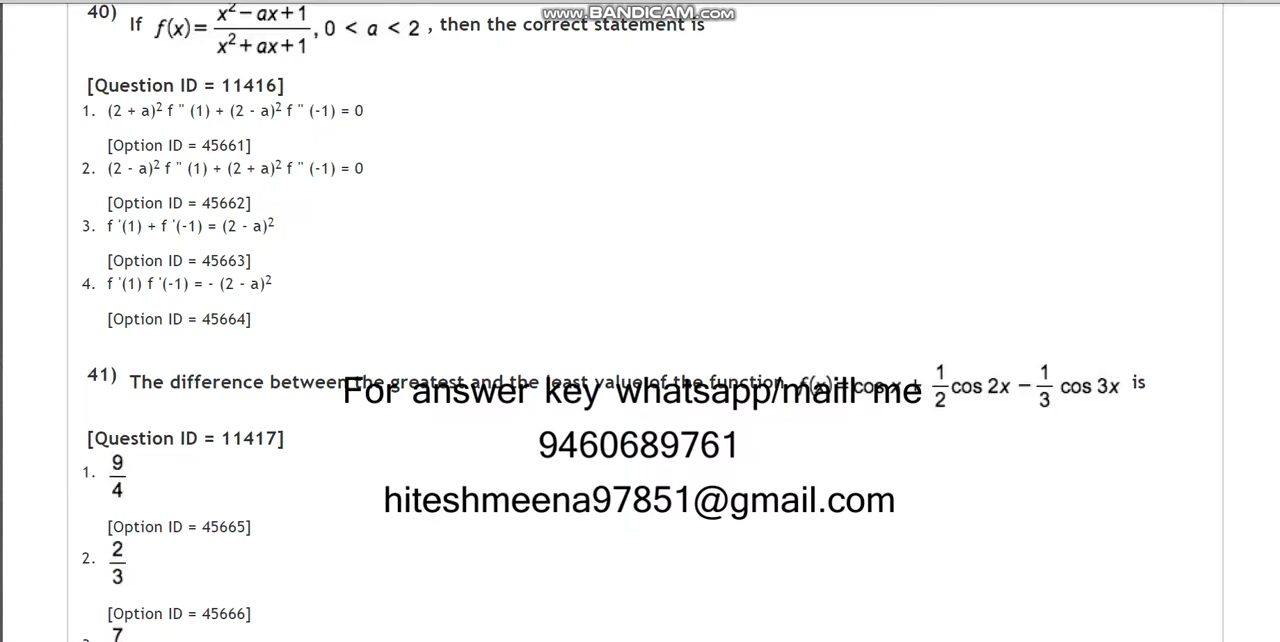 www.BANDICAM.com
40) If f(x)= x²− ax+1 / x²+ ax+1 , 0 < a < 2 , then the correct statement is
[Question ID = 11416]
1. (2 + a)² f " (1) + (2 - a)² f " (-1) = 0
[Option ID = 45661]
2. (2 - a)² f " (1) + (2 + a)² f " (-1) = 0
[Option ID = 45662]
3. f '(1) + f '(-1) = (2 - a)²
[Option ID = 45663]
4. f '(1) f '(-1) = - (2 - a)²
[Option ID = 45664]
41) The difference between the greatest and the least value of the function f(x) = cos x + 1/2 cos 2x − 1/3 cos 3x is
For answer key whatsapp/maill me
9460689761
[Question ID = 11417]
hiteshmeena97851@gmail.com
1. 9/4
[Option ID = 45665]
2. 2/3
[Option ID = 45666]
7